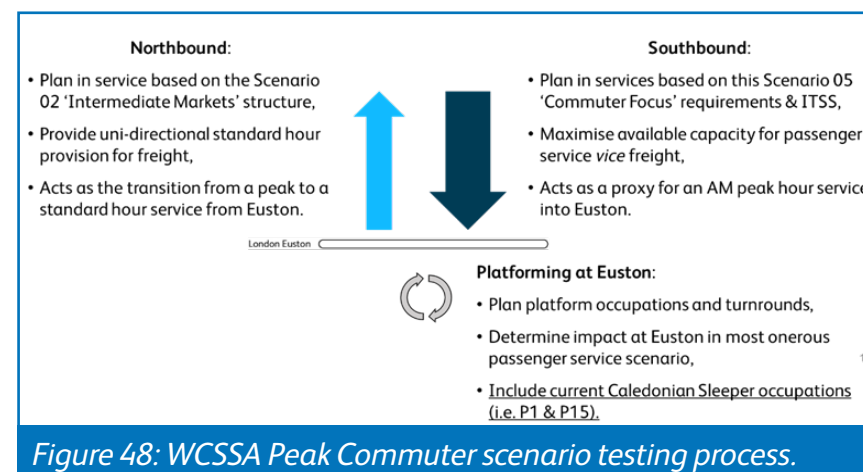 Northbound:
• Plan in service based on the Scenario
02 ‘Intermediate Markets’ structure,
• Provide uni-directional standard hour
provision for freight,
• Acts as the transition from a peak to a
standard hour service from Euston.
Southbound:
• Plan in services based on this Scenario 05
‘Commuter Focus’ requirements & ITSS,
• Maximise available capacity for passenger
service vice freight,
• Acts as a proxy for an AM peak hour service
into Euston.
London Euston
Platforming at Euston:
• Plan platform occupations and turnrounds,
• Determine impact at Euston in most onerous
passenger service scenario,
• Include current Caledonian Sleeper occupations
(i.e. P1 & P15).
Figure 48: WCSSA Peak Commuter scenario testing process.